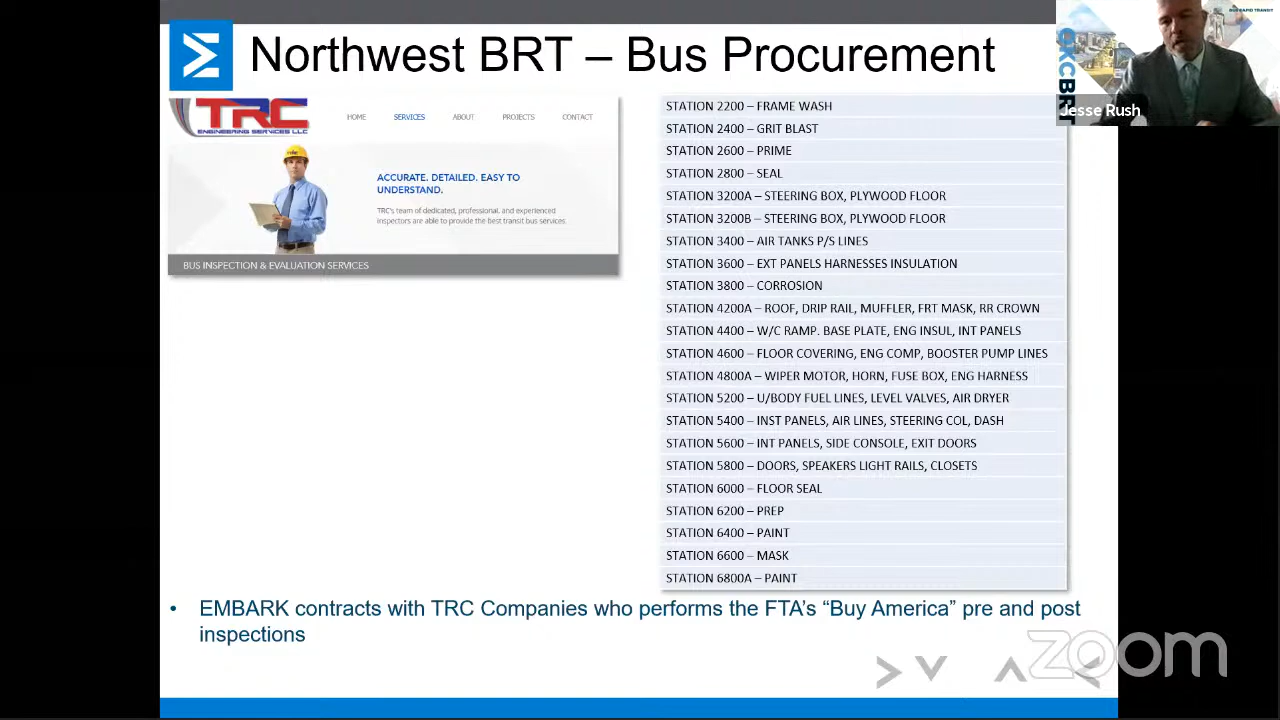 Northwest BRT – Bus Procurement
TRC
ENGINEERING SERVICES LLC
HOME SERVICES ABOUT PROJECTS CONTACT
ACCURATE. DETAILED. EASY TO
UNDERSTAND.
TRC's team of dedicated, professional, and experienced
inspectors are able to provide the best transit bus services.
BUS INSPECTION & EVALUATION SERVICES
STATION 2200 – FRAME WASH
STATION 2400 – GRIT BLAST
STATION 2600 – PRIME
STATION 2800 – SEAL
STATION 3200A – STEERING BOX, PLYWOOD FLOOR
STATION 3200B – STEERING BOX, PLYWOOD FLOOR
STATION 3400 – AIR TANKS P/S LINES
STATION 3600 – EXT PANELS HARNESSES INSULATION
STATION 3800 – CORROSION
STATION 4200A – ROOF, DRIP RAIL, MUFFLER, FRT MASK, RR CROWN
STATION 4400 – W/C RAMP. BASE PLATE, ENG INSUL, INT PANELS
STATION 4600 – FLOOR COVERING, ENG COMP, BOOSTER PUMP LINES
STATION 4800A – WIPER MOTOR, HORN, FUSE BOX, ENG HARNESS
STATION 5200 – U/BODY FUEL LINES, LEVEL VALVES, AIR DRYER
STATION 5400 – INST PANELS, AIR LINES, STEERING COL, DASH
STATION 5600 – INT PANELS, SIDE CONSOLE, EXIT DOORS
STATION 5800 – DOORS, SPEAKERS LIGHT RAILS, CLOSETS
STATION 6000 – FLOOR SEAL
STATION 6200 – PREP
STATION 6400 – PAINT
STATION 6600 – MASK
STATION 6800A – PAINT
• EMBARK contracts with TRC Companies who performs the FTA's “Buy America” pre and post
inspections
OKCBRT
Jesse Rush
zoom